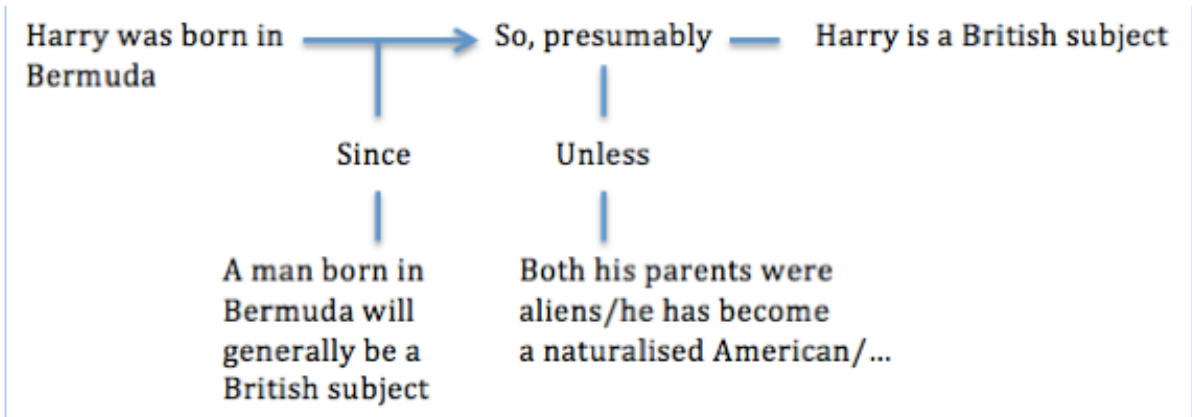 Harry was born in
Bermuda
So, presumably
Harry is a British subject
Since
Unless
A man born in
Bermuda will
generally be a
British subject
Both his parents were
aliens/he has become
a naturalised American/...